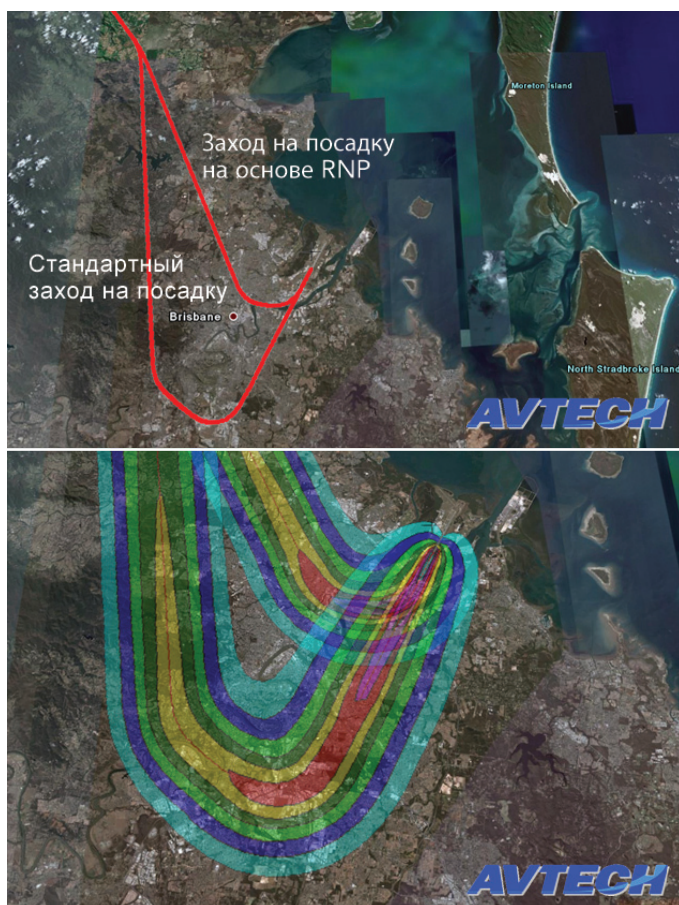 Moreton Island
Заход на посадку
на основе RNP
Стандартный
заход на посадку
Brisbane
North Stradbroke Island
AVTECH
AVTECH